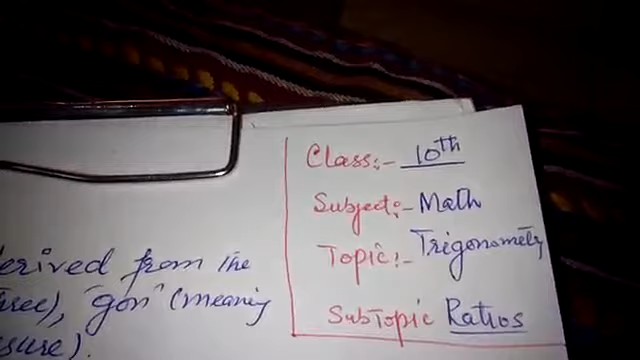 Class:- 10th
Subject:- Math
Topic:- Trigonometry
SubTopic Ratios
erived from the
"gon" (meaning
sure).